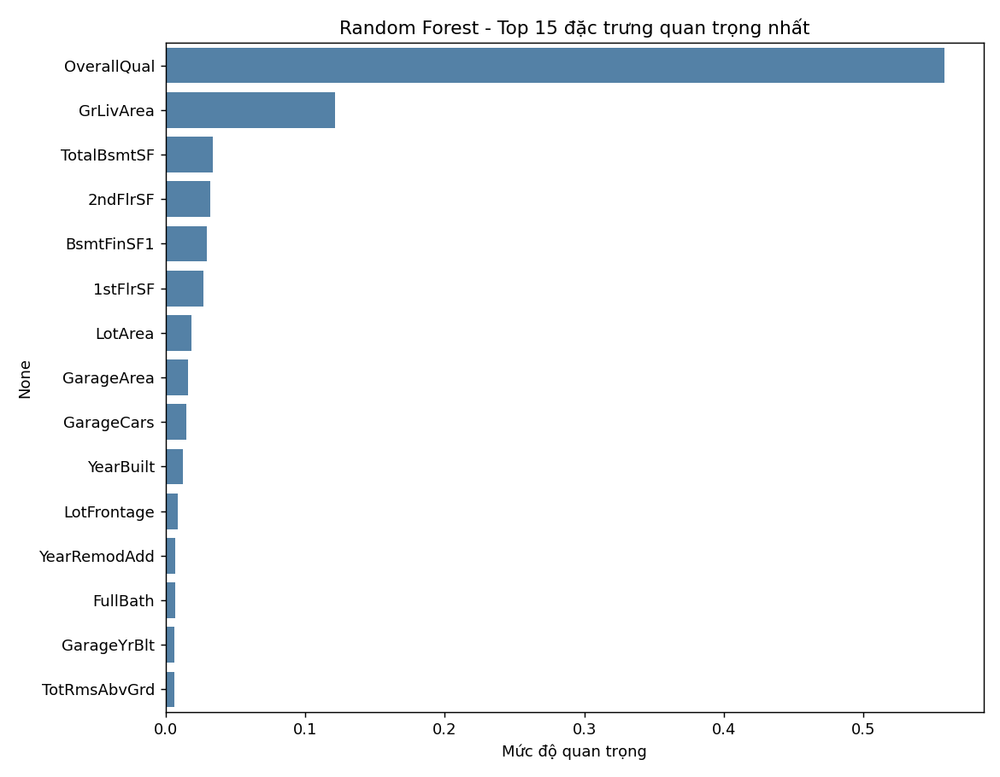 Random Forest - Top 15 đặc trưng quan trọng nhất
OverallQual
GrLivArea
TotalBsmtSF
2ndFlrSF
BsmtFinSF1
1stFlrSF
LotArea
GarageArea
GarageCars
YearBuilt
LotFrontage
YearRemodAdd
FullBath
GarageYrBlt
TotRmsAbvGrd
None
0.0 0.1 0.2 0.3 0.4 0.5
Mức độ quan trọng